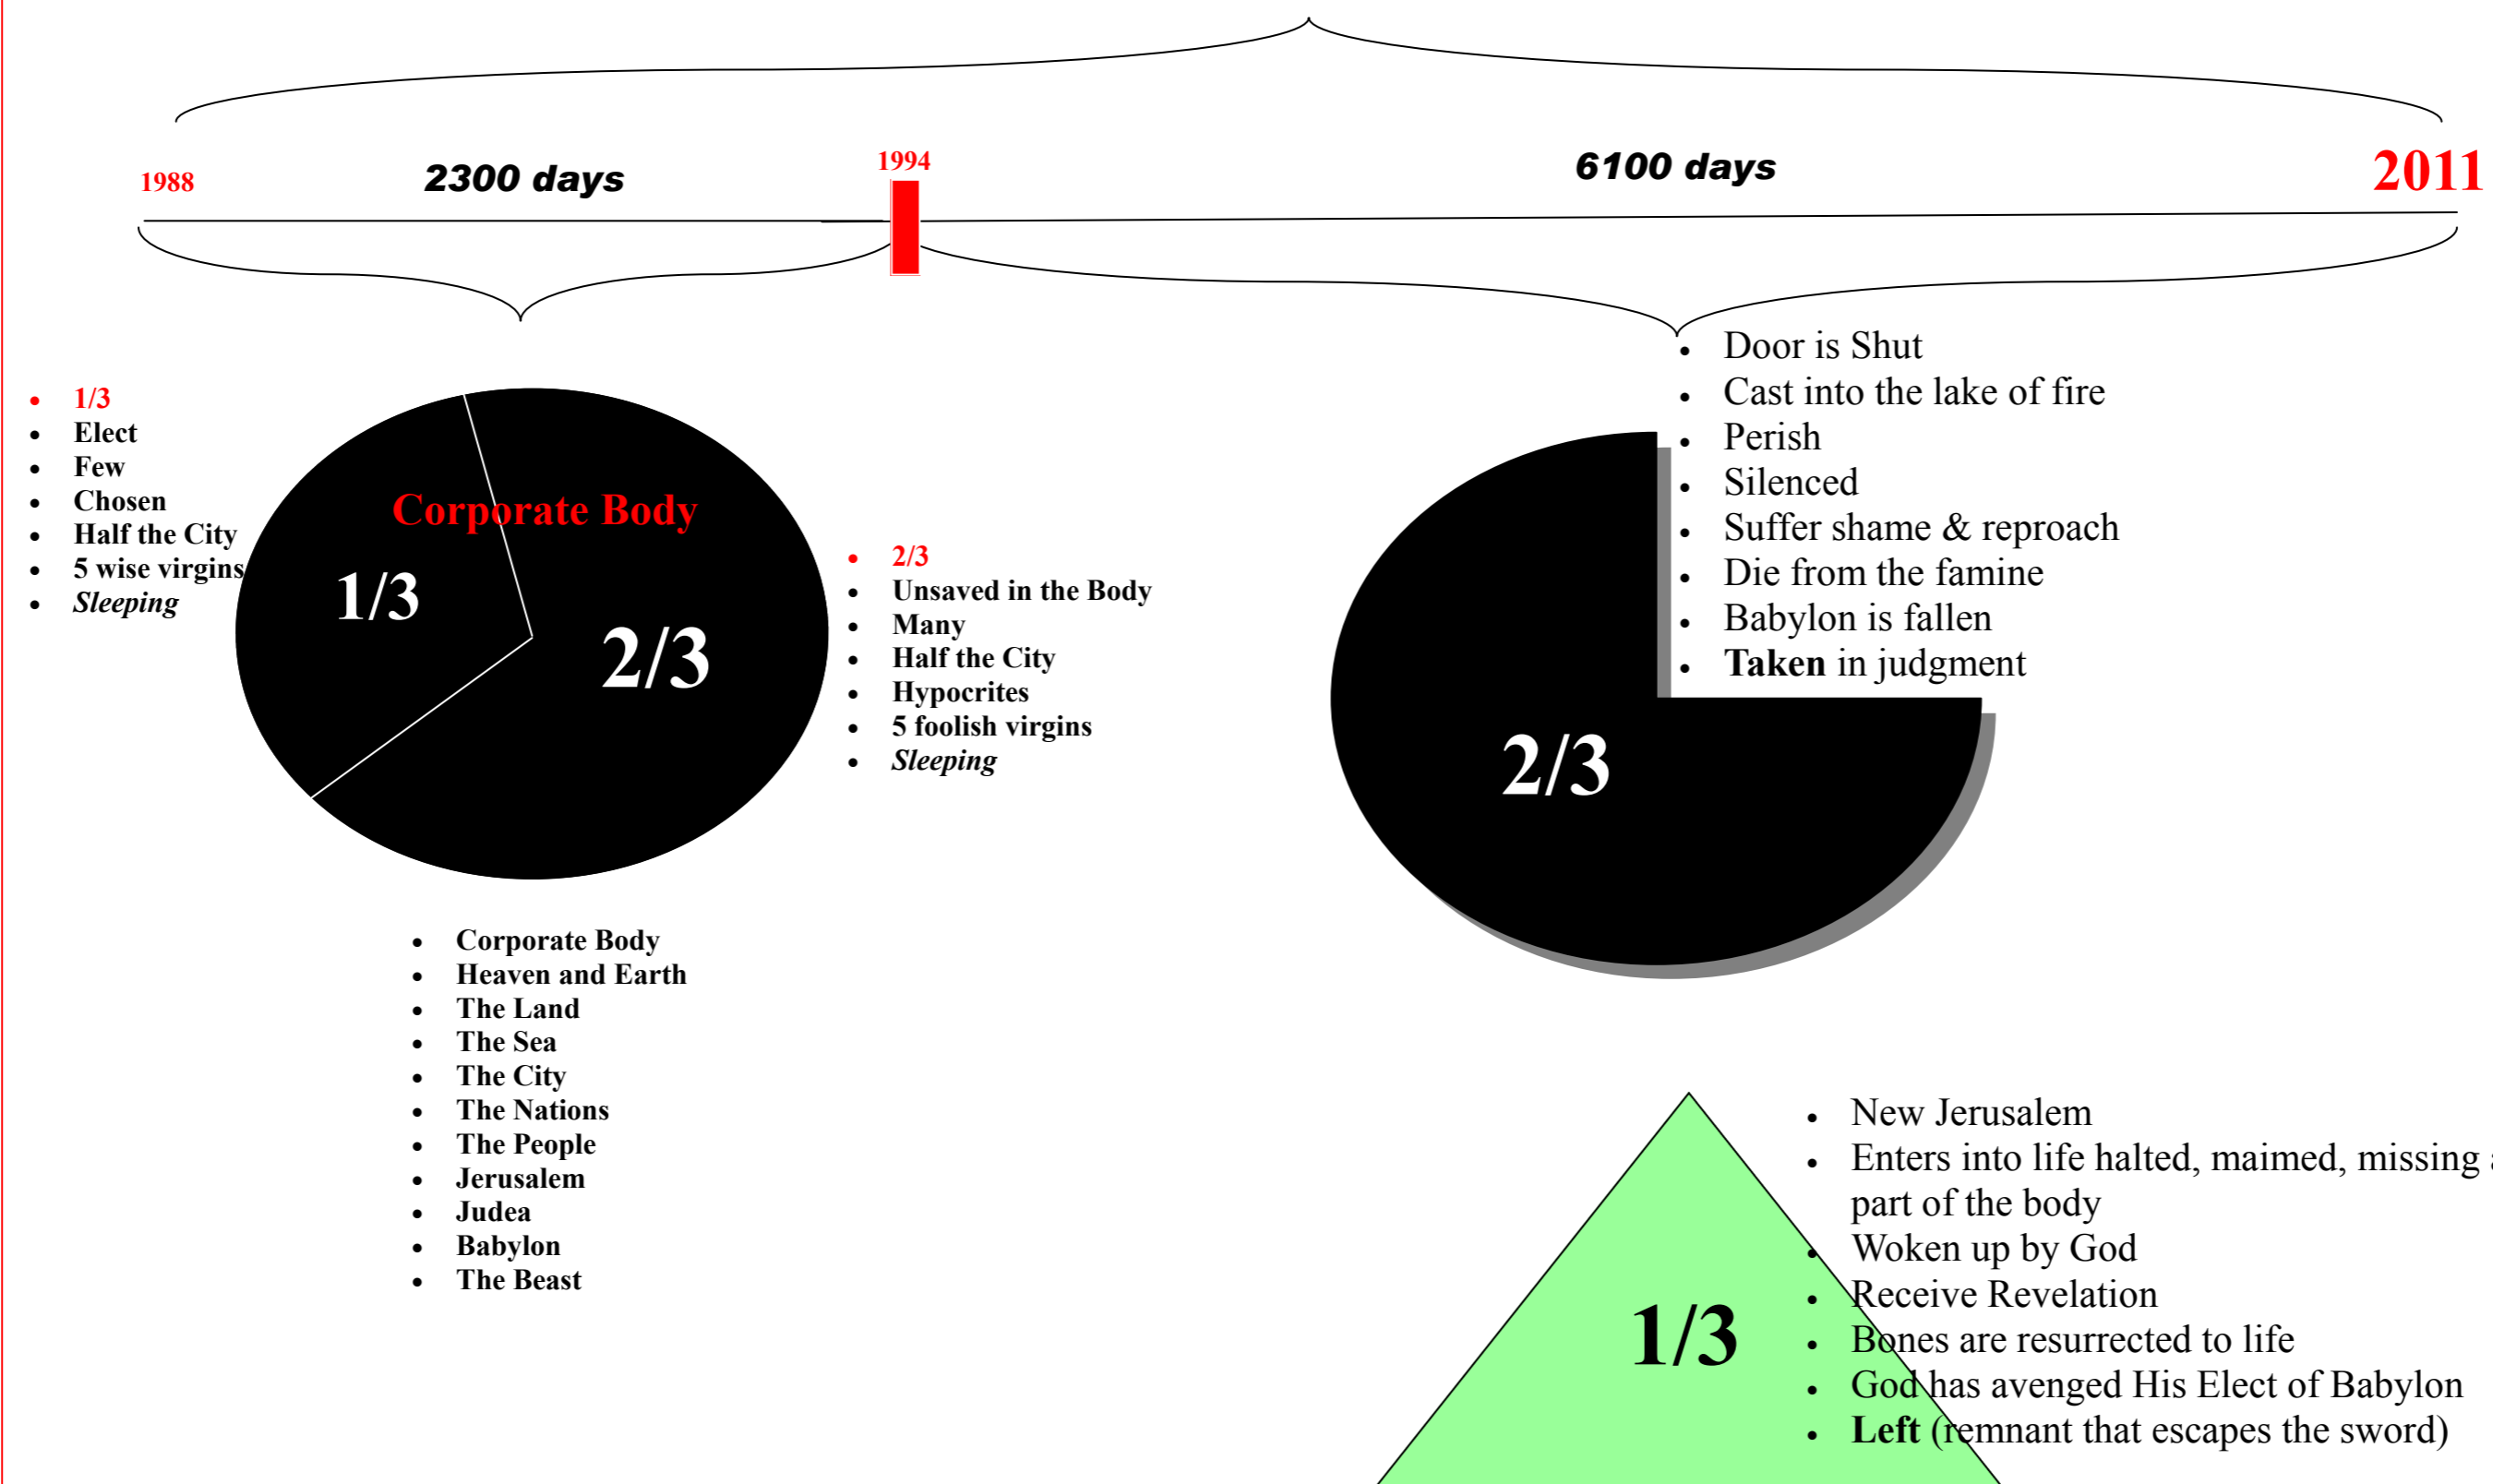 1988
2300 days
1994
6100 days
2011
• 1/3
• Elect
• Few
• Chosen
• Half the City
• 5 wise virgins
• Sleeping
Corporate Body
1/3
2/3
• 2/3
• Unsaved in the Body
• Many
• Half the City
• Hypocrites
• 5 foolish virgins
• Sleeping
• Corporate Body
• Heaven and Earth
• The Land
• The Sea
• The City
• The Nations
• The People
• Jerusalem
• Judea
• Babylon
• The Beast
• Door is Shut
• Cast into the lake of fire
• Perish
• Silenced
• Suffer shame & reproach
• Die from the famine
• Babylon is fallen
• Taken in judgment
2/3
1/3
• New Jerusalem
• Enters into life halted, maimed, missing
part of the body
• Woken up by God
• Receive Revelation
• Bones are resurrected to life
• God has avenged His Elect of Babylon
• Left (remnant that escapes the sword)